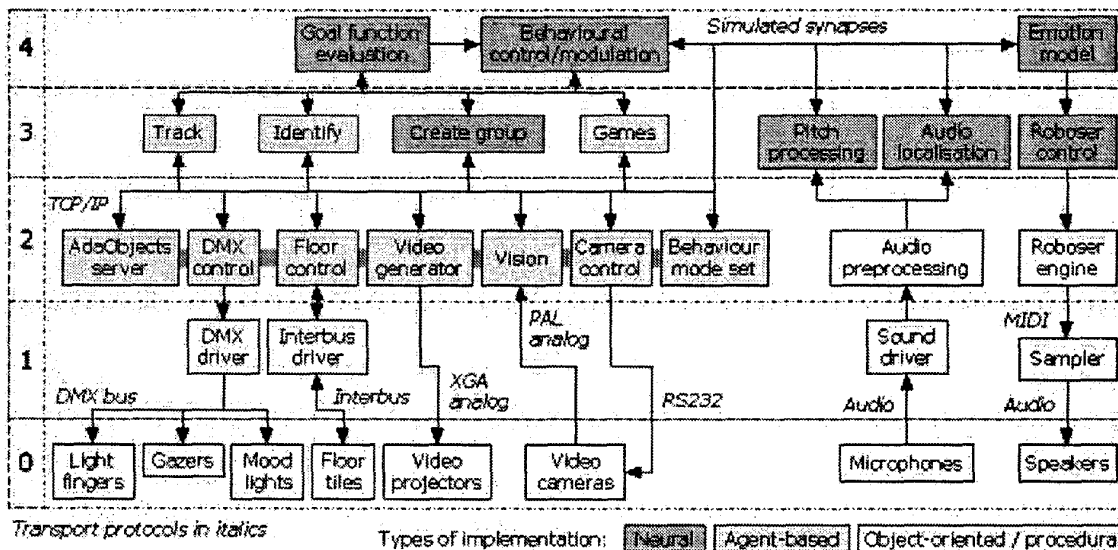 4
Goal function
evaluation
Behavioural
control/modulation
Simulated synapses
Emotion
model
3
Track
Identify
Create group
Games
Pitch
processing
Audio
localisation
Roboser
control
TCP/IP
2
AdaObjects
server
DMX
control
Floor
control
Video
generator
Vision
Camera
control
Behaviour
mode set
Audio
preprocessing
Roboser
engine
1
DMX
driver
Interbus
driver
PAL
analog
Sound
driver
MIDI
Sampler
DMX bus
Interbus
XGA
analog
RS232
Audio
Audio
0
Light
fingers
Gazers
Mood
lights
Floor
tiles
Video
projectors
Video
cameras
Microphones
Speakers
Transport protocols in italics
Types of implementation: Neural Agent-based Object-oriented / procedura